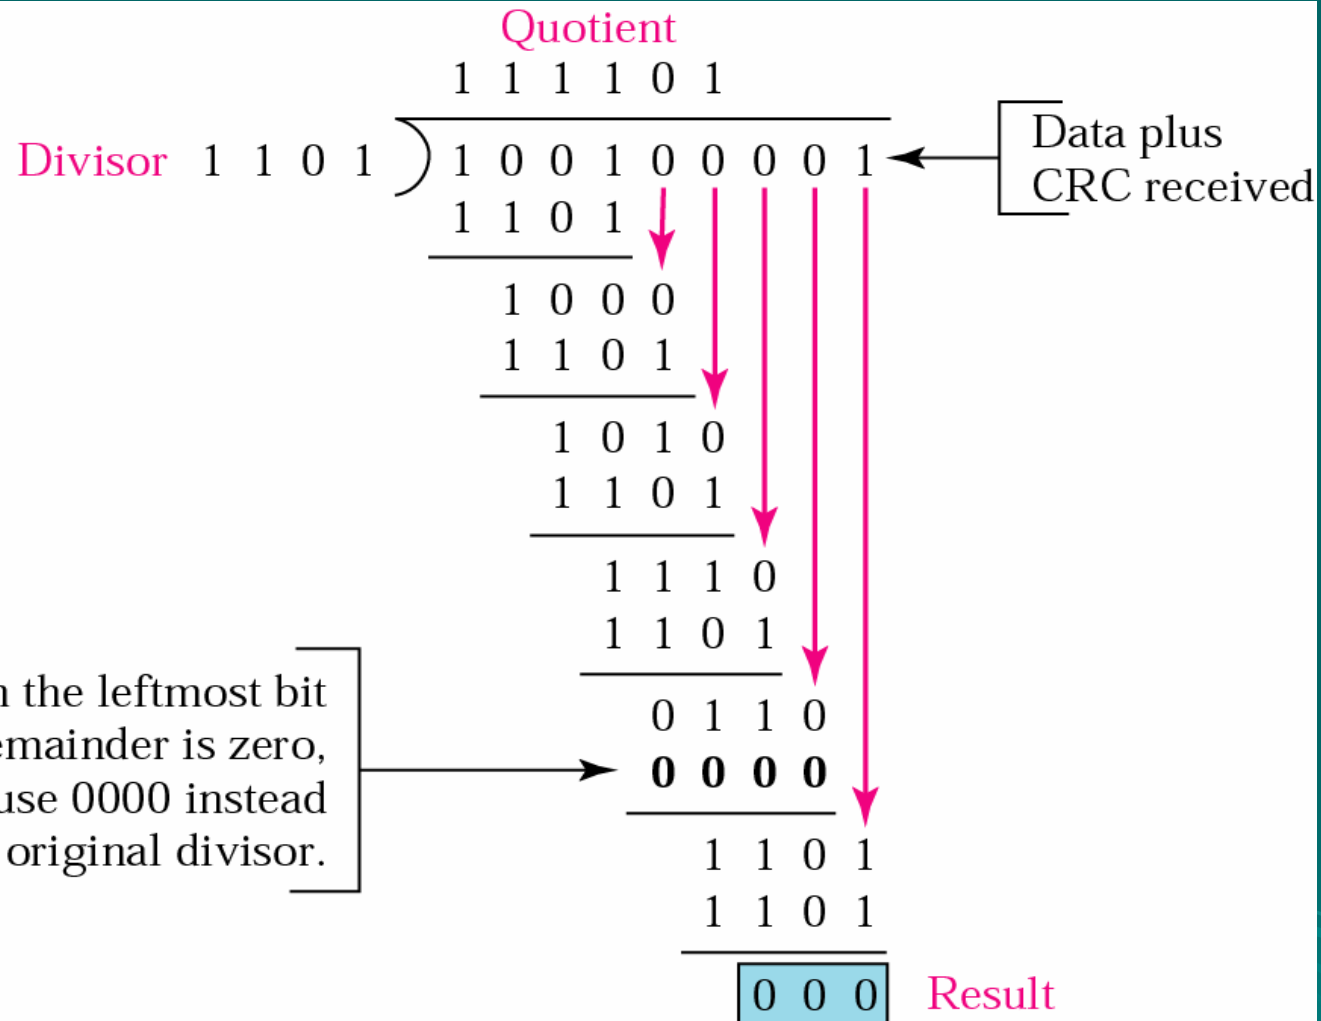 Quotient
1 1 1 1 0 1
Divisor 1 1 0 1 1 0 0 1 0 0 0 0 1
Data plus
CRC received
1 1 0 1
1 0 0 0
1 1 0 1
1 0 1 0
1 1 0 1
1 1 1 0
1 1 0 1
0 1 1 0
0 0 0 0
the leftmost bit
is zero,
use 0000 instead
original divisor.
1 1 0 1
1 1 0 1
0 0 0 Result